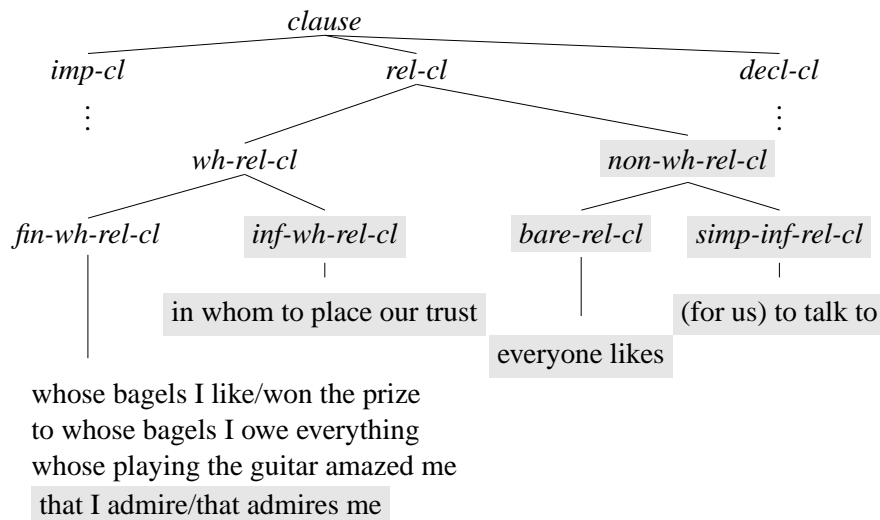 clause
imp-cl rel-cl decl-cl
⋮ ⋮
wh-rel-cl non-wh-rel-cl
fin-wh-rel-cl inf-wh-rel-cl bare-rel-cl simp-inf-rel-cl
in whom to place our trust (for us) to talk to
everyone likes
whose bagels I like/won the prize
to whose bagels I owe everything
whose playing the guitar amazed me
that I admire/that admires me